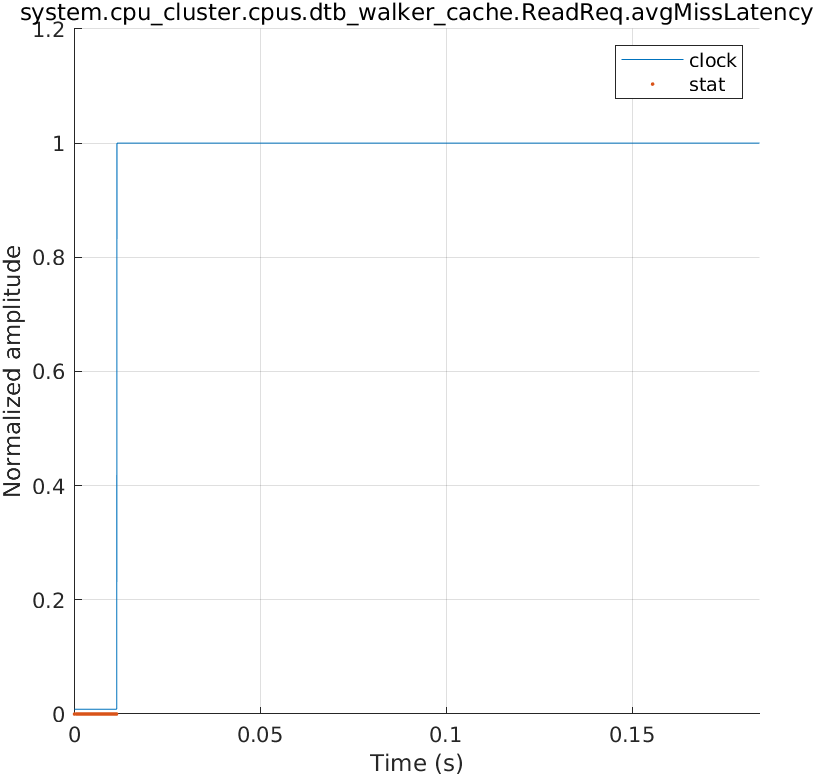 system.cpu_cluster.cpus.dtb_walker_cache.ReadReq.avgMissLatency
1.2
clock
stat
1
0.8
Normalized amplitude
0.6
0.4
0.2
0
0 0.05 0.1 0.15
Time (s)